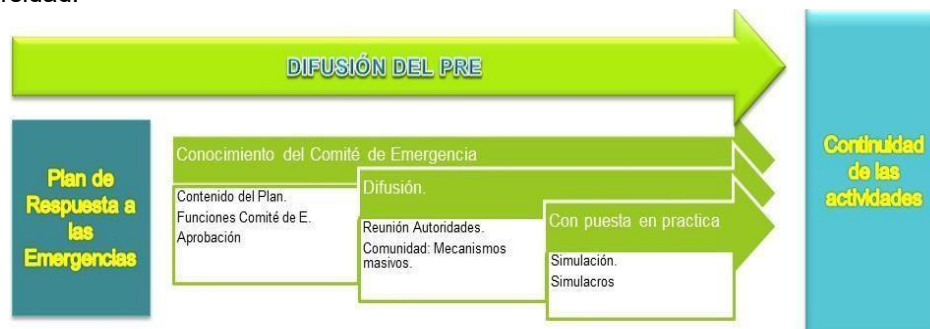 DIFUSIÓN DEL PRE
Plan de
Respuesta a
las
Emergencias
Conocimiento del Comité de Emergencia
Contenido del Plan.
Funciones Comité de E.
Aprobación
Difusión.
Reunión Autoridades.
Comunidad: Mecanismos
masivos.
Con puesta en practica
Simulación.
Simulacros
Continuidad
de las
actividades